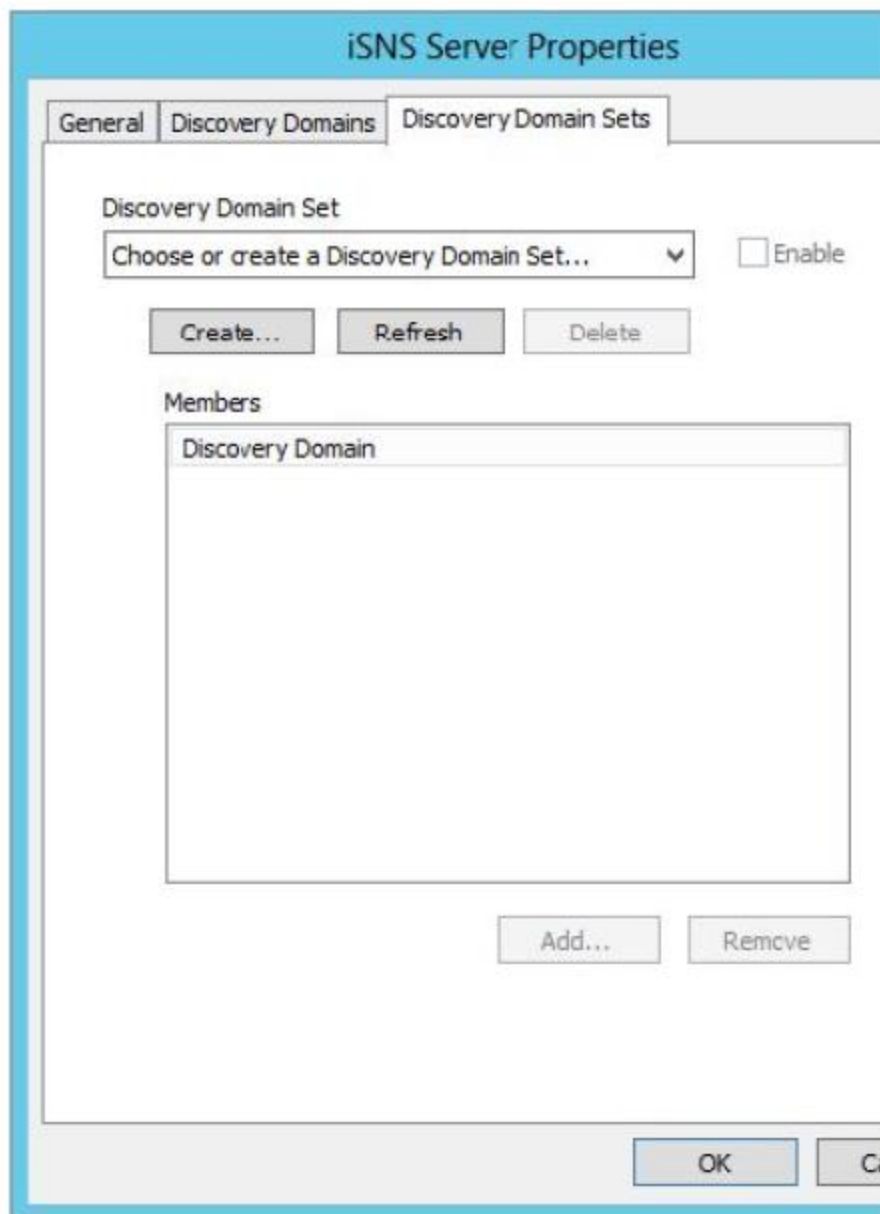 iSNS Server Properties
General Discovery Domains Discovery Domain Sets
Discovery Domain Set
Choose or create a Discovery Domain Set... Enable
Create... Refresh Delete
Members
Discovery Domain
Add... Remove
OK